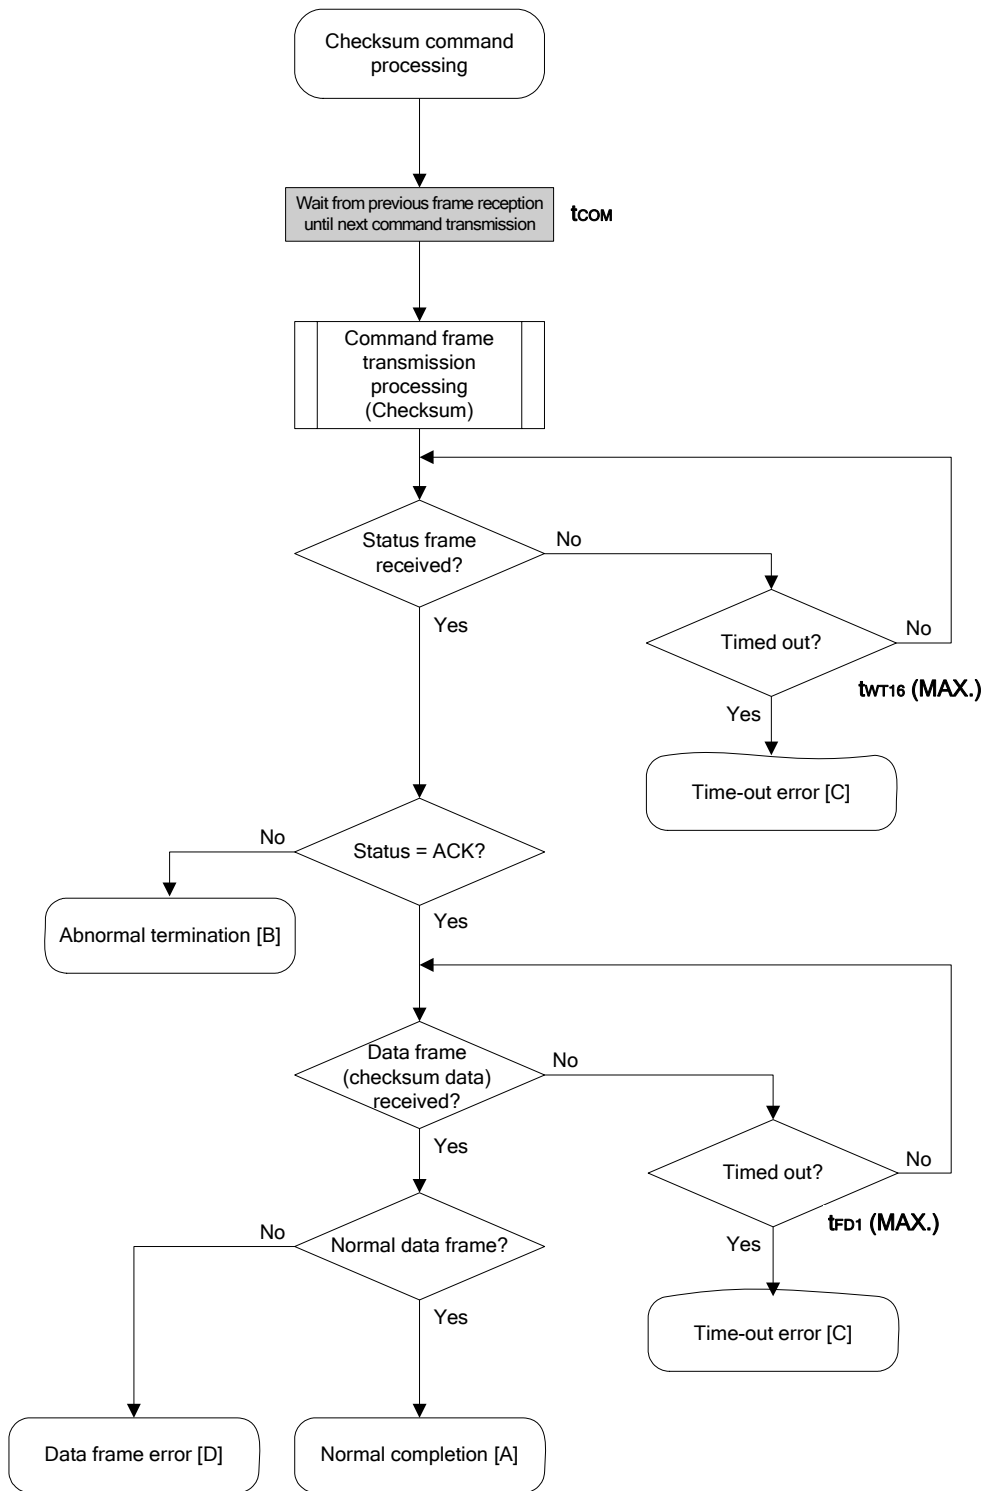 Checksum command
processing
Wait from previous frame reception
until next command transmission
tCOM
Command frame
transmission
processing
(Checksum)
Status frame
received?
No
Yes
Timed out?
No
tWT16 (MAX.)
Yes
Time-out error [C]
Status = ACK?
No
Abnormal termination [B]
Yes
Data frame
(checksum data)
received?
No
Yes
Timed out?
No
tFD1 (MAX.)
Yes
Time-out error [C]
Normal data frame?
No
Yes
Data frame error [D]
Normal completion [A]